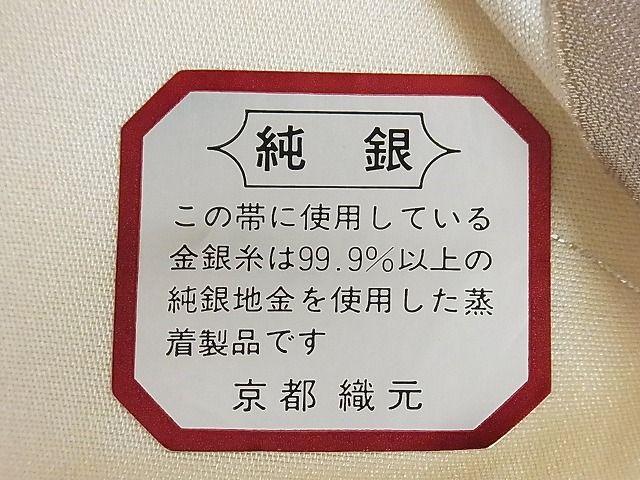 純 銀
この帯に使用している
金銀糸は99.9%以上の
純銀地金を使用した蒸
着製品です
京都 織元